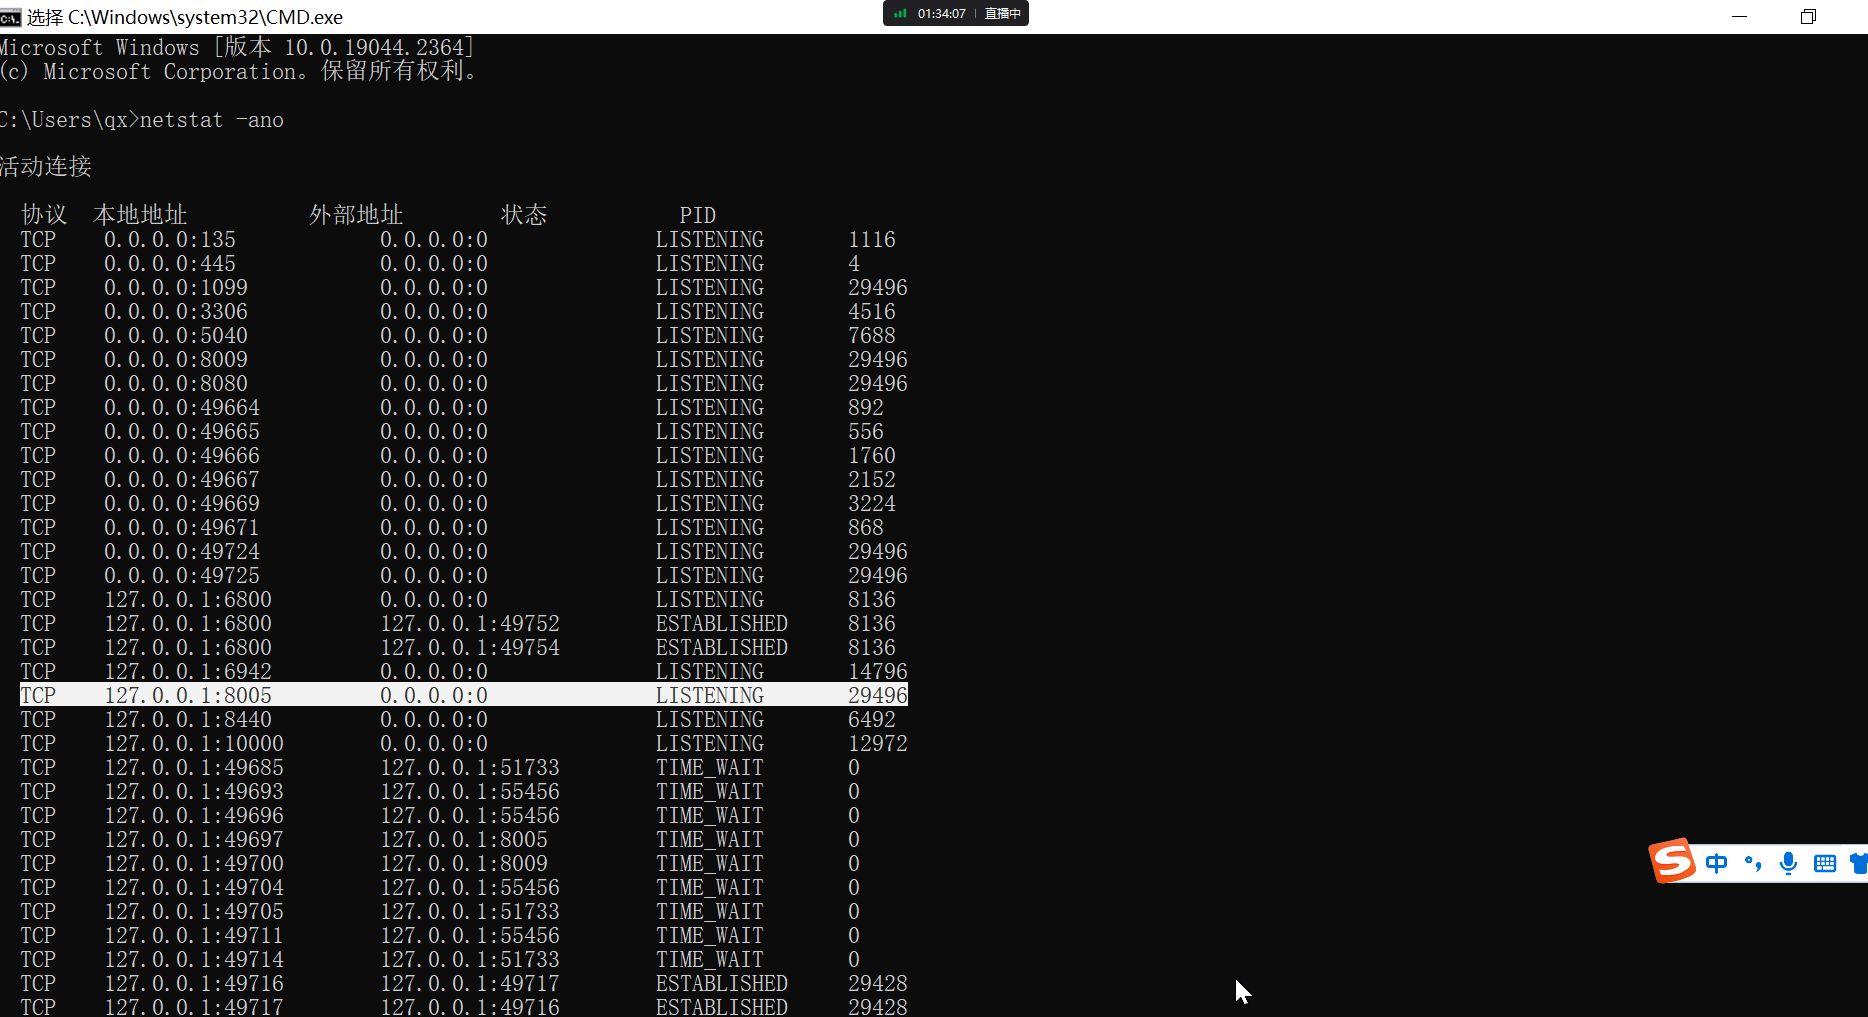 选择 C:\Windows\system32\CMD.exe
01:34:07 直播中
Microsoft Windows [版本 10.0.19044.2364]
(c) Microsoft Corporation。保留所有权利。
C:\Users\qx>netstat -ano
活动连接
协议 本地地址 外部地址 状态 PID
TCP 0.0.0.0:135 0.0.0.0:0 LISTENING 1116
TCP 0.0.0.0:445 0.0.0.0:0 LISTENING 4
TCP 0.0.0.0:1099 0.0.0.0:0 LISTENING 29496
TCP 0.0.0.0:3306 0.0.0.0:0 LISTENING 4516
TCP 0.0.0.0:5040 0.0.0.0:0 LISTENING 7688
TCP 0.0.0.0:8009 0.0.0.0:0 LISTENING 29496
TCP 0.0.0.0:8080 0.0.0.0:0 LISTENING 29496
TCP 0.0.0.0:49664 0.0.0.0:0 LISTENING 892
TCP 0.0.0.0:49665 0.0.0.0:0 LISTENING 556
TCP 0.0.0.0:49666 0.0.0.0:0 LISTENING 1760
TCP 0.0.0.0:49667 0.0.0.0:0 LISTENING 2152
TCP 0.0.0.0:49669 0.0.0.0:0 LISTENING 3224
TCP 0.0.0.0:49671 0.0.0.0:0 LISTENING 868
TCP 0.0.0.0:49724 0.0.0.0:0 LISTENING 29496
TCP 0.0.0.0:49725 0.0.0.0:0 LISTENING 29496
TCP 127.0.0.1:6800 0.0.0.0:0 LISTENING 8136
TCP 127.0.0.1:6800 127.0.0.1:49752 ESTABLISHED 8136
TCP 127.0.0.1:6800 127.0.0.1:49754 ESTABLISHED 8136
TCP 127.0.0.1:6942 0.0.0.0:0 LISTENING 14796
TCP 127.0.0.1:8005 0.0.0.0:0 LISTENING 29496
TCP 127.0.0.1:8440 0.0.0.0:0 LISTENING 6492
TCP 127.0.0.1:10000 0.0.0.0:0 LISTENING 12972
TCP 127.0.0.1:49685 127.0.0.1:51733 TIME_WAIT 0
TCP 127.0.0.1:49693 127.0.0.1:55456 TIME_WAIT 0
TCP 127.0.0.1:49696 127.0.0.1:55456 TIME_WAIT 0
TCP 127.0.0.1:49697 127.0.0.1:8005 TIME_WAIT 0
TCP 127.0.0.1:49700 127.0.0.1:8009 TIME_WAIT 0
TCP 127.0.0.1:49704 127.0.0.1:55456 TIME_WAIT 0
TCP 127.0.0.1:49705 127.0.0.1:51733 TIME_WAIT 0
TCP 127.0.0.1:49711 127.0.0.1:55456 TIME_WAIT 0
TCP 127.0.0.1:49714 127.0.0.1:51733 TIME_WAIT 0
TCP 127.0.0.1:49716 127.0.0.1:49717 ESTABLISHED 29428
TCP 127.0.0.1:49717 127.0.0.1:49716 ESTABLISHED 29428
中